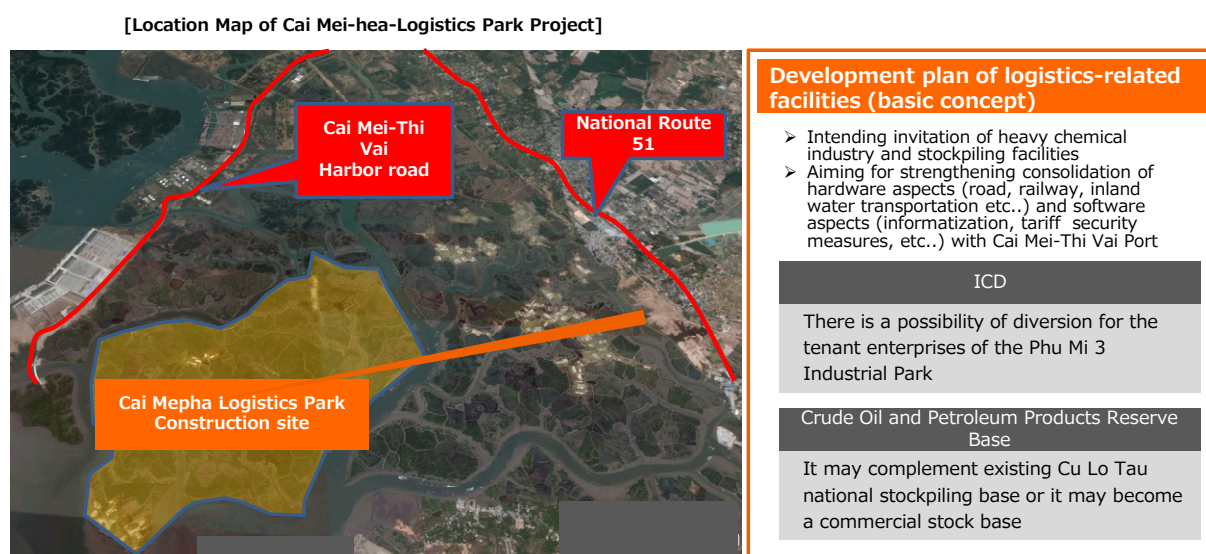 [Location Map of Cai Mei-hea-Logistics Park Project]
Cai Mei-Thi
Vai
Harbor road
National Route
51
Cai Mepha Logistics Park
Construction site
Development plan of logistics-related
facilities (basic concept)
➢ Intending invitation of heavy chemical
industry and stockpiling facilities
➢ Aiming for strengthening consolidation of
hardware aspects (road, railway, inland
water transportation etc..) and software
aspects (informatization, tariff security
measures, etc..) with Cai Mei-Thi Vai Port
ICD
There is a possibility of diversion for the
tenant enterprises of the Phu Mi 3
Industrial Park
Crude Oil and Petroleum Products Reserve
Base
It may complement existing Cu Lo Tau
national stockpiling base or it may become
a commercial stock base